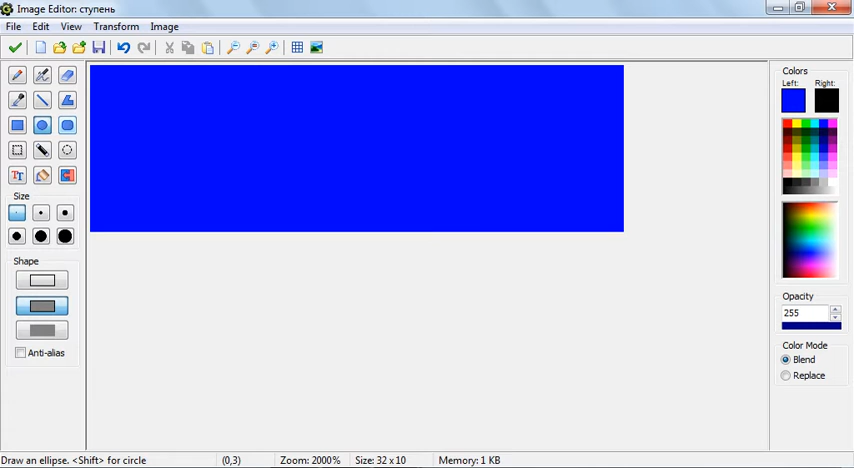 Image Editor: ступень
File Edit View Transform Image
Colors
Left: Right:
Size
Shape
Anti-alias
Opacity
255
Color Mode
Blend
Replace
Draw an ellipse. <Shift> for circle (0,3) Zoom: 2000% Size: 32 x 10 Memory: 1 KB